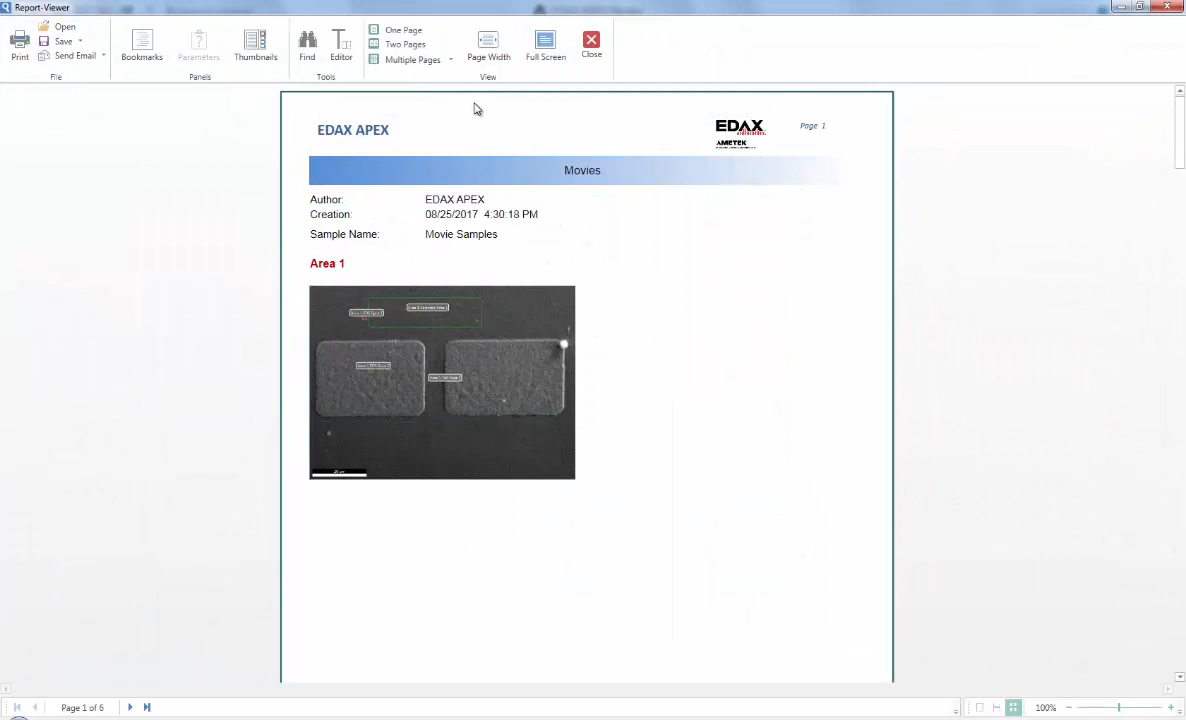 Report-Viewer
Print
Open
Save
Send Email
File
Bookmarks
Parameters
Thumbnails
Panels
Find
Editor
Tools
One Page
Two Pages
Multiple Pages
Page Width
Full Screen
View
Close
EDAX APEX
EDAX
AMETEK
Page 1
Movies
Author: EDAX APEX
Creation: 08/25/2017 4:30:18 PM
Sample Name: Movie Samples
Area 1
Page 1 of 6
100%